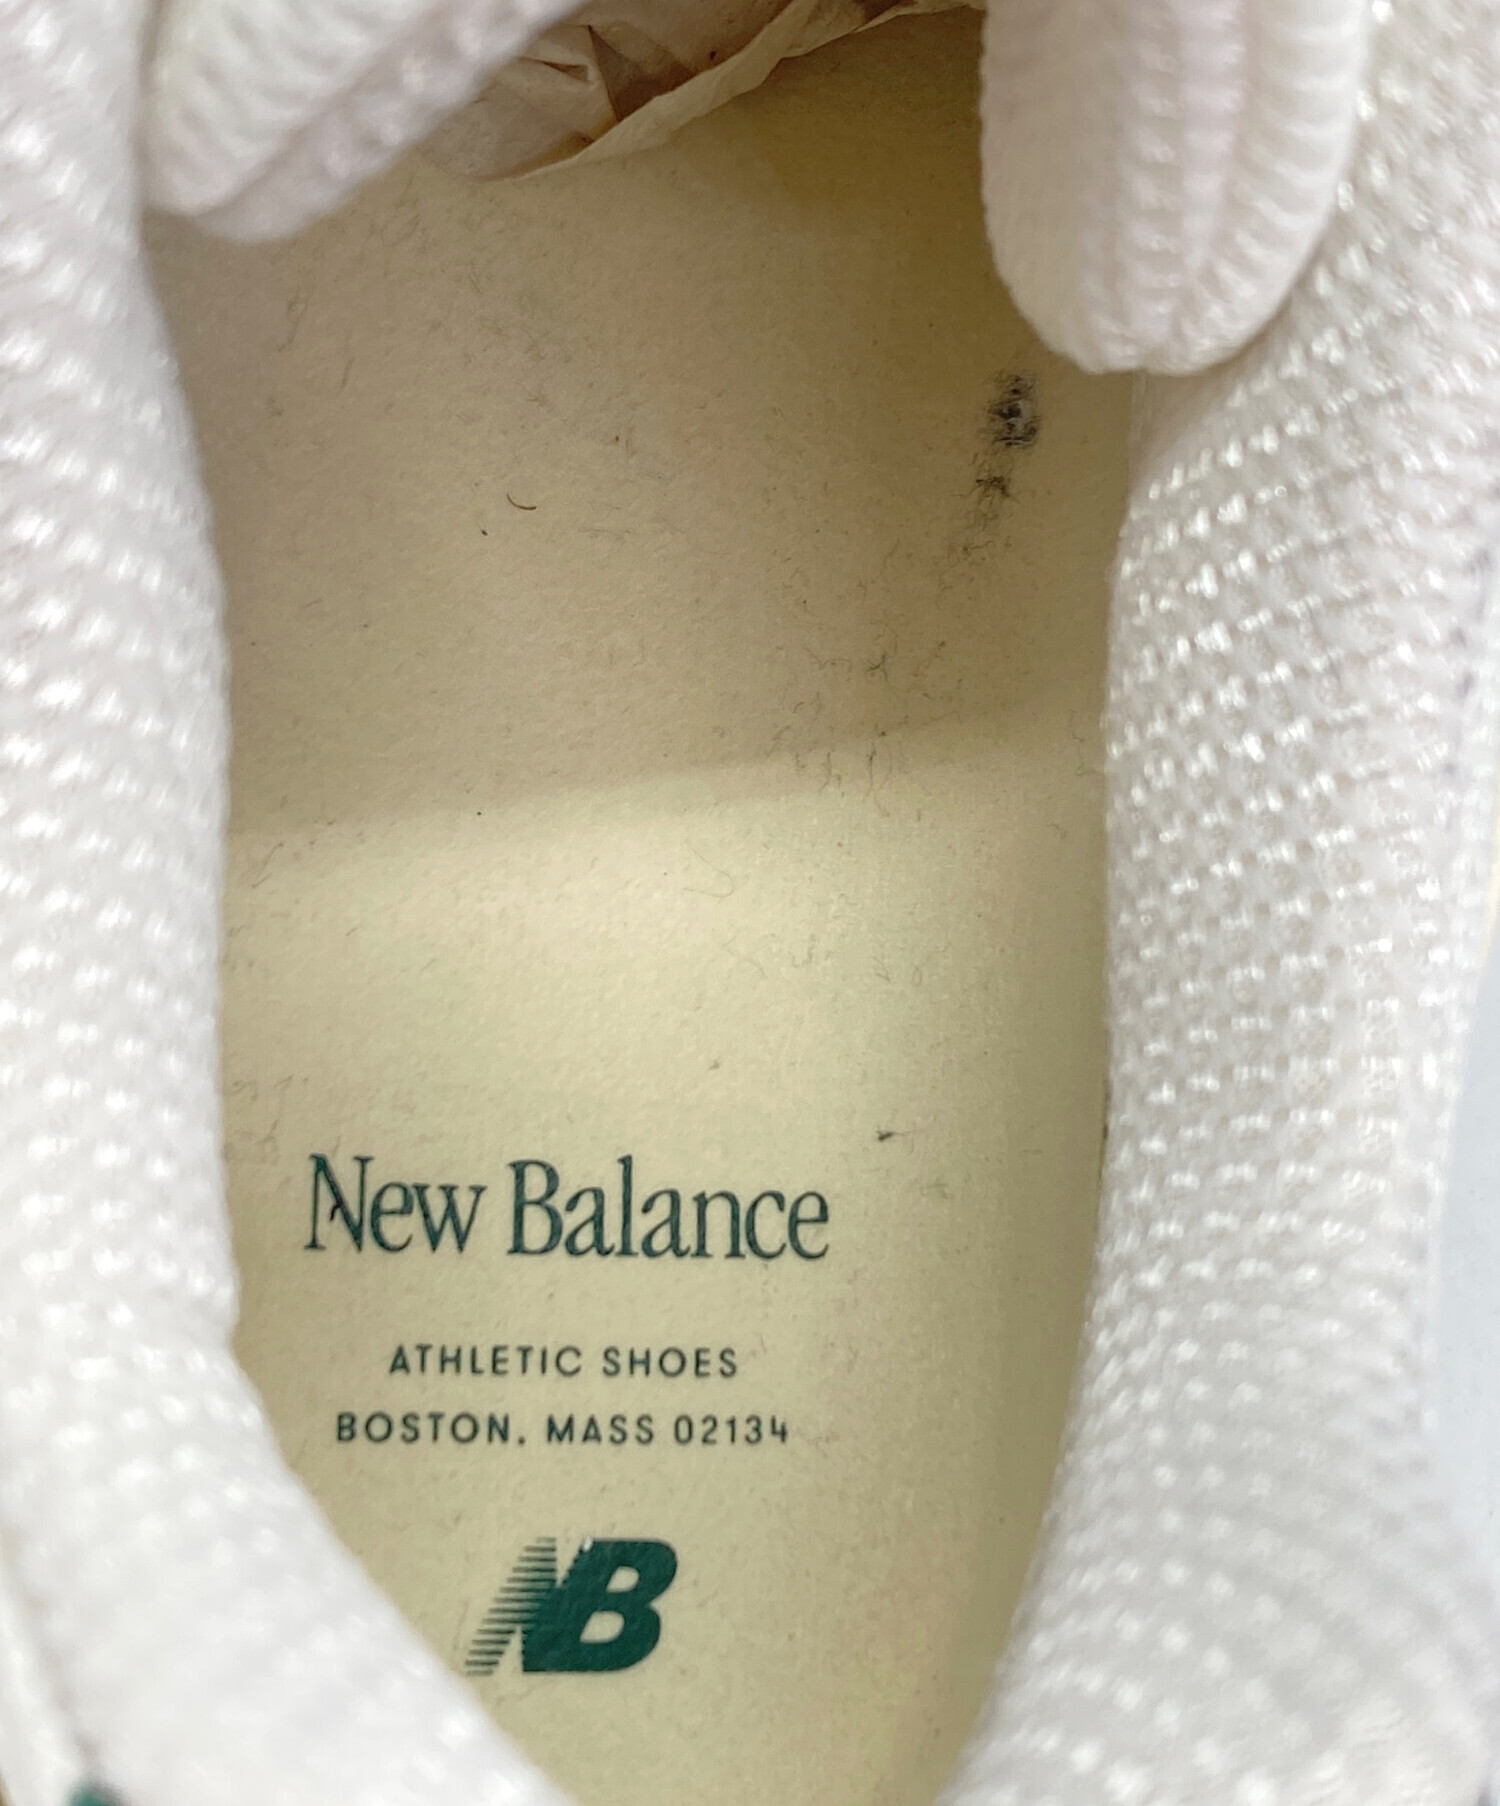 New Balance
ATHLETIC SHOES
BOSTON, MASS 02134
NB